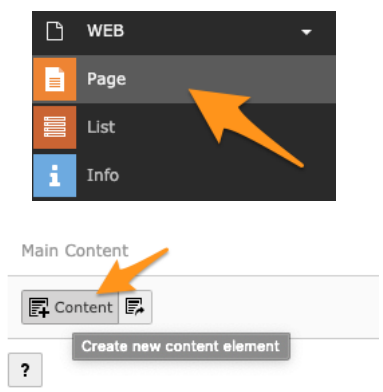 WEB
Page
List
i Info
Main Content
Content
Create new content element
?